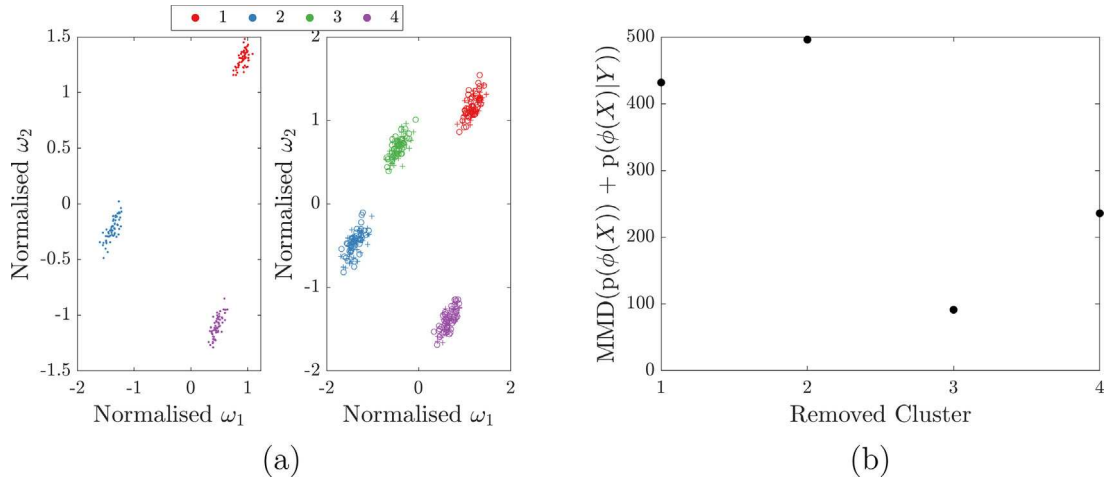 1 2 3 4
1.5
1
0.5
0
-0.5
-1
-1.5
Normalised ω₂
-2 -1 0 1
Normalised ω₁
2
1
0
-1
-2
Normalised ω₂
-2 0 2
Normalised ω₁
(a)
500
400
300
200
100
0
MMD(p(ϕ(X)) + p(ϕ(X)|Y))
1 2 3 4
Removed Cluster
(b)